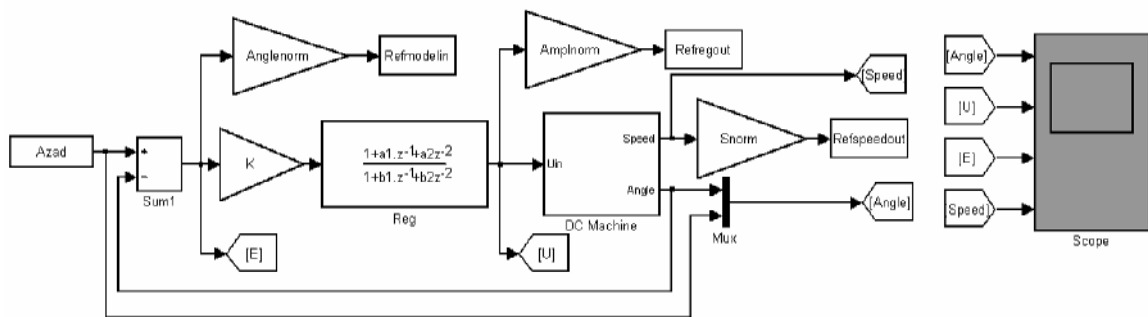 Anglenorm
Refmodelin
Amplnorm
Refregout
[Speed]
[Angle]
[U]
[E]
Speed]
Scope
Azad
+
−
Sum1
K
1+a1.z-1+a2z-2
1+b1.z-1+b2z-2
Reg
Uin
Speed
Angle
DC Machine
Snorm
Refspeedout
Mux
[Angle]
[E]
[U]